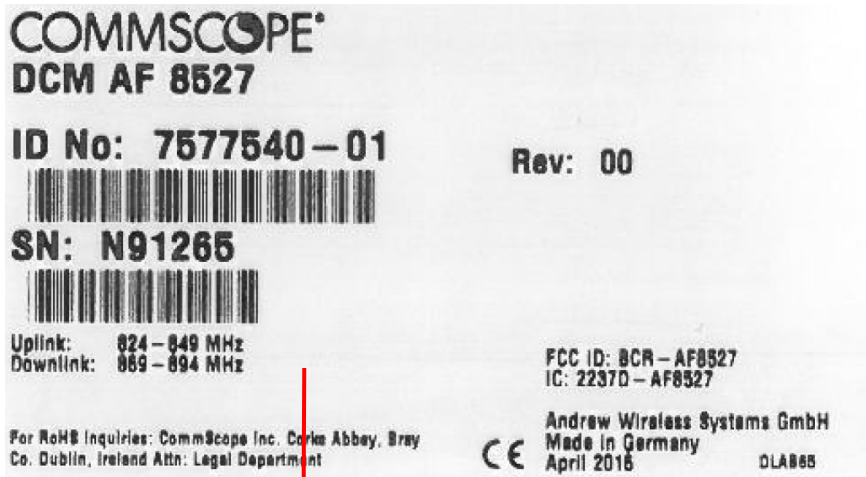 COMMSCOPE®
DCM AF 8527
ID No: 7577540-01
Rev: 00
SN: N91265
Uplink: 824-849 MHz
Downlink: 869-894 MHz
FCC ID: BCR-AF8527
IC: 2237D-AF8527
For RoHS Inquiries: CommScope Inc. Corke Abbey, Bray
Co. Dublin, Ireland Attn: Legal Department
Andrew Wireless Systems GmbH
CE Made in Germany
April 2015
DLAB65